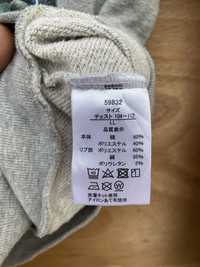 59832
サイズ
チェスト 104～112
LL
品質表示
本体 綿 60%
ポリエステル 40%
リブ部 ポリエステル 60%
綿 35%
ポリウレタン 5%
洗濯ネット使用
アイロンあて布使用